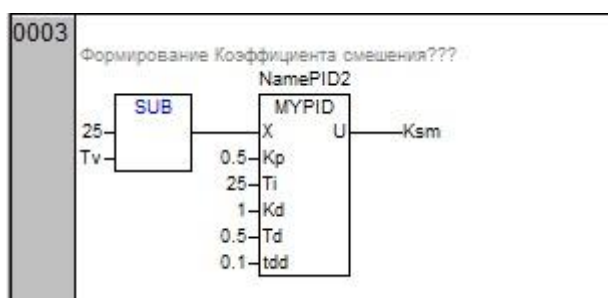 0003
Формирование Коэффициента смешения???
NamePID2
SUB
MYPID
25
X
U
Ksm
Tv
0.5
Kp
25
Ti
1
Kd
0.5
Td
0.1
tdd